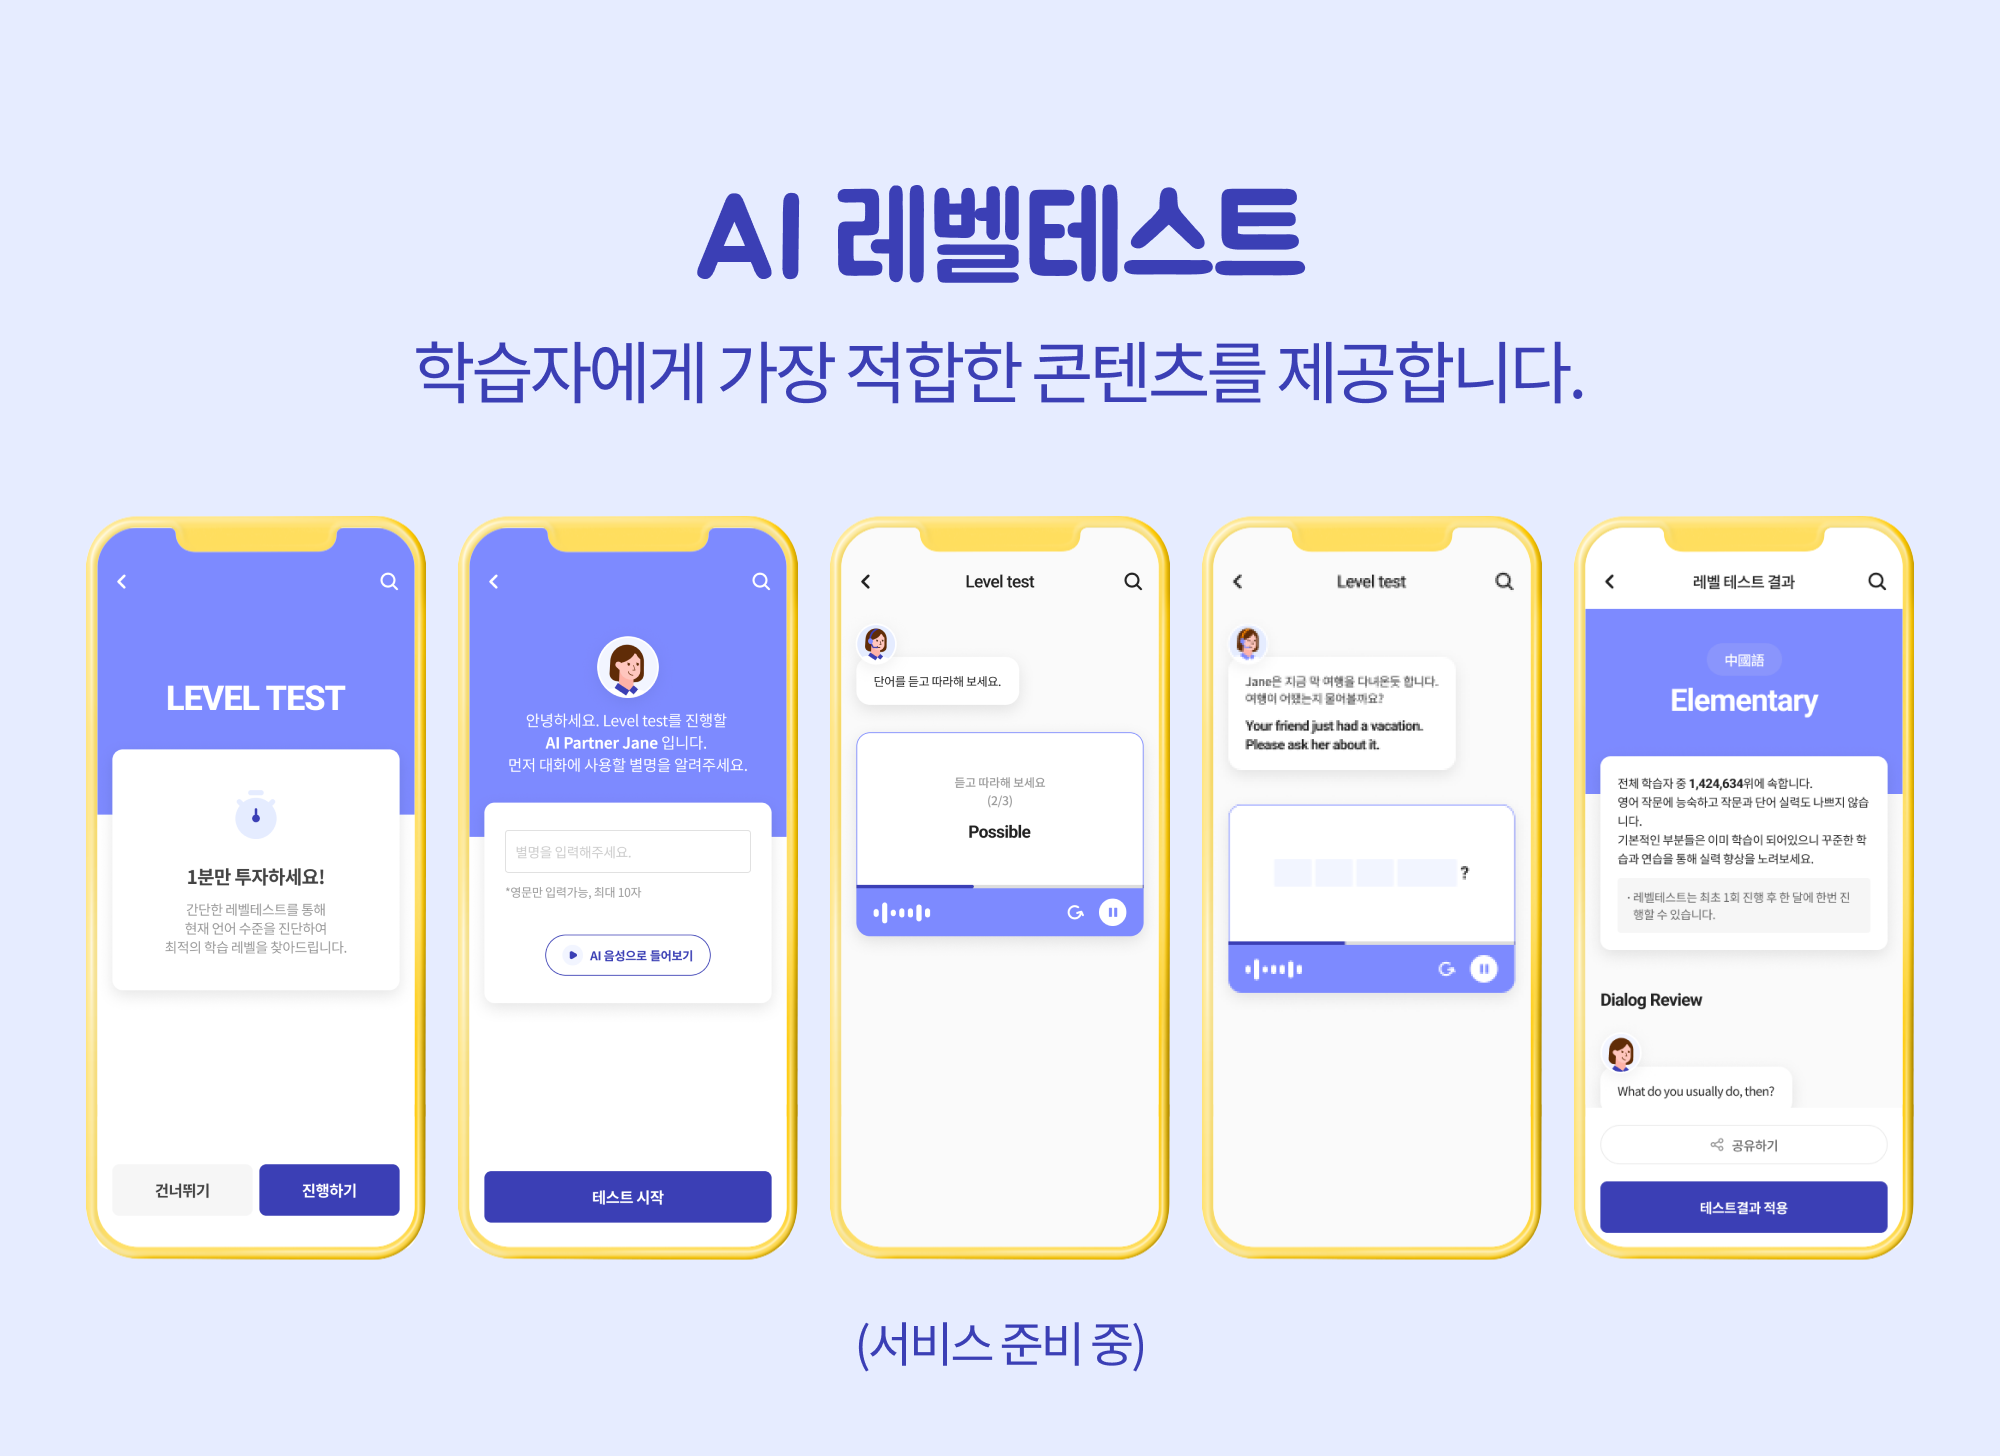 AI 레벨테스트
학습자에게 가장 적합한 콘텐츠를 제공합니다.
LEVEL TEST
1분만 투자하세요!
간단한 레벨테스트를 통해
현재 언어 수준을 진단하여
최적의 학습 레벨을 찾아드립니다.
건너뛰기
진행하기
안녕하세요. Level test를 진행할
AI Partner Jane 입니다.
먼저 대화에 사용할 별명을 알려주세요.
별명을 입력해주세요.
*영문만 입력가능, 최대 10자
AI 음성으로 들어보기
테스트 시작
Level test
단어를 듣고 따라해 보세요.
듣고 따라해 보세요
(2/3)
Possible
Level test
Jane은 지금 막 여행을 다녀온듯 합니다.
여행이 어땠는지 물어볼까요?
Your friend just had a vacation.
Please ask her about it.
?
레벨 테스트 결과
中國語
Elementary
전체 학습자 중 1,424,634위에 속합니다.
영어 작문에 능숙하고 작문과 단어 실력도 나쁘지 않습
니다.
기본적인 부분들은 이미 학습이 되어있으니 꾸준한 학
습과 연습을 통해 실력 향상을 노려보세요.
· 레벨테스트는 최초 1회 진행 후 한 달에 한번 진
행할 수 있습니다.
Dialog Review
What do you usually do, then?
공유하기
테스트결과 적용
(서비스 준비 중)